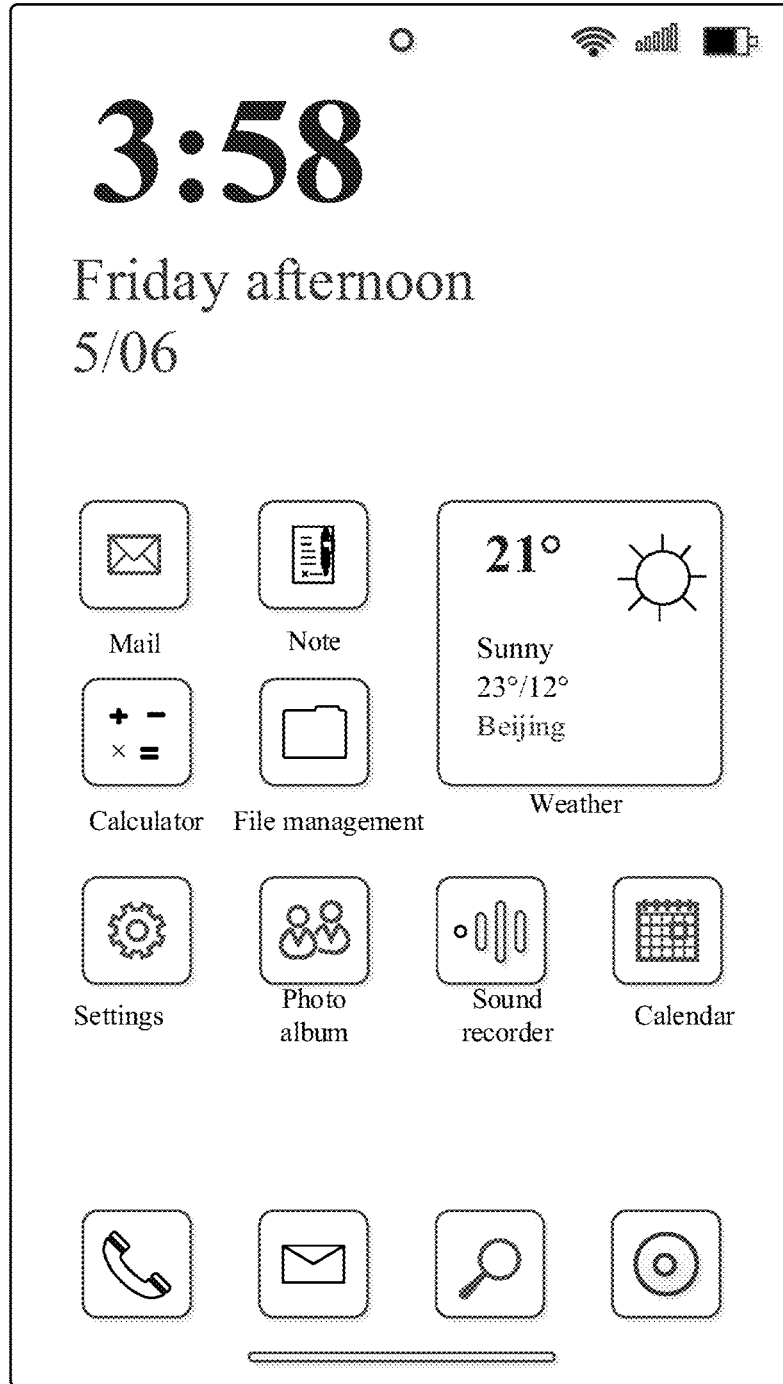 3:58
Friday afternoon
5/06
Mail
Note
21°
Sunny
23°/12°
Beijing
Weather
Calculator
File management
Settings
Photo
album
Sound
recorder
Calendar